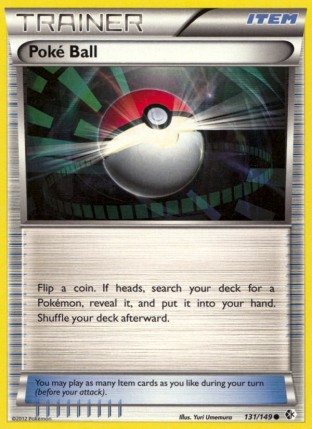 TRAINER ITEM
Poké Ball
Flip a coin. If heads, search your deck for a
Pokémon, reveal it, and put it into your hand.
Shuffle your deck afterward.
You may play as many Item cards as you like during your turn
(before your attack).
©2012 Pokémon Illus. Yuri Umemura 131/149